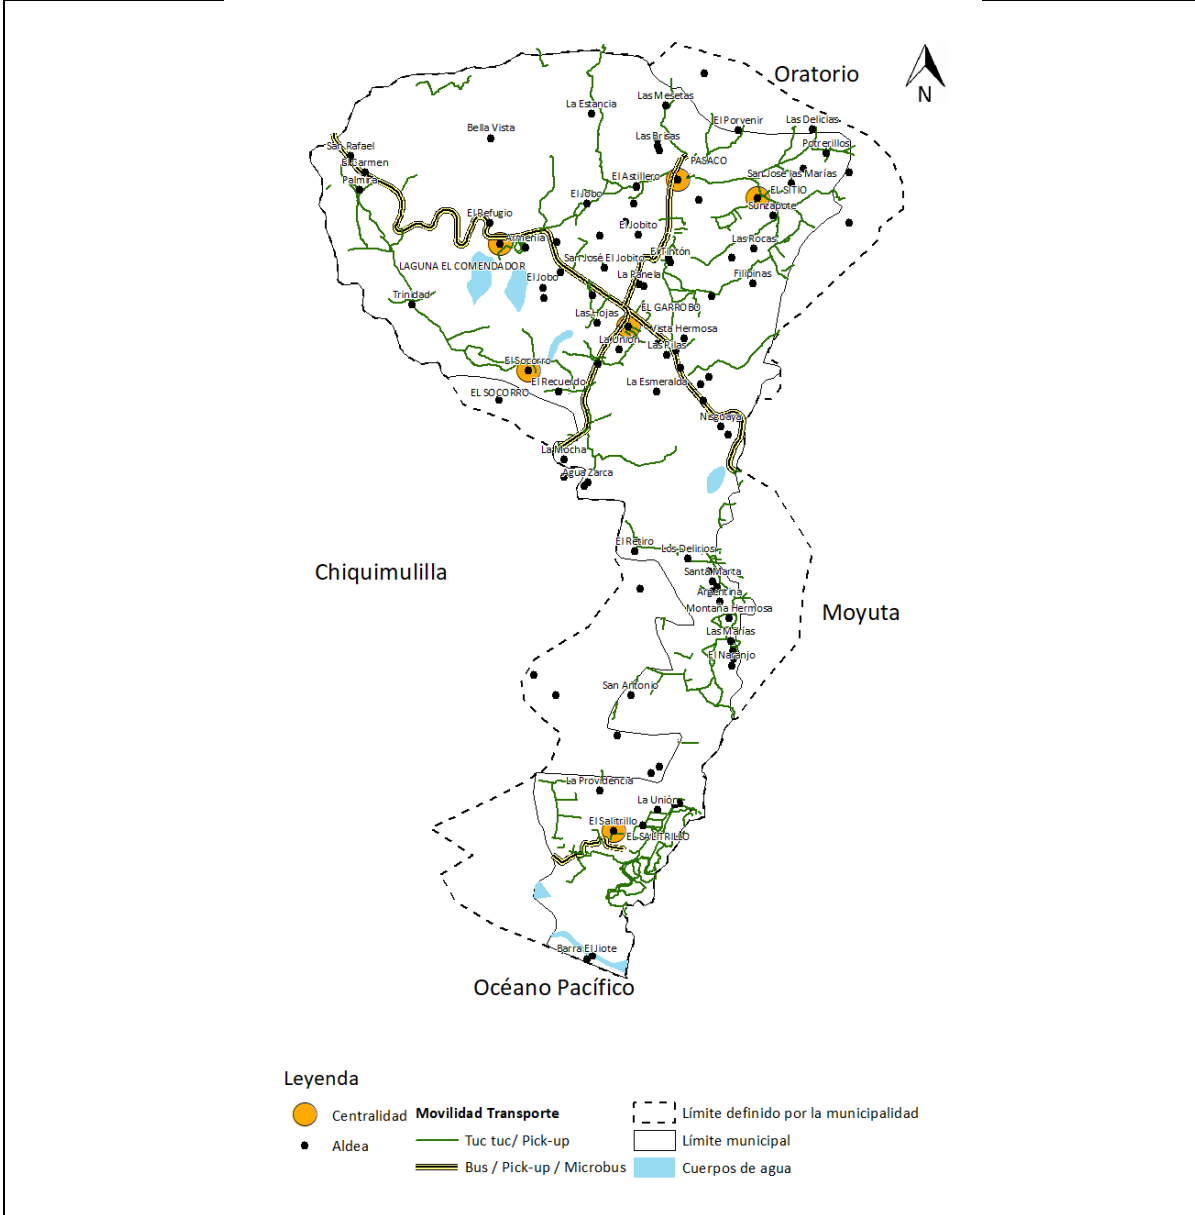 Oratorio
N
Las Mesetas
La Estancia
El Porvenir
Las Delicias
Bella Vista
Las Brisas
San Rafael
Potrerillos
El Carmen
PASACO
Palmira
El Astillero
San José las Marías
El Jobo
EL SITIO
Sunzapote
El Refugio
El Jobito
Armenia
Las Rocas
El Tintón
San José El Jobito
LAGUNA EL COMENDADOR
El Jobo
La Panela
Filipinas
Trinidad
EL GARROBO
Las Hojas
Vista Hermosa
La Unión
Las Pilas
El Socorro
El Recuerdo
La Esmeralda
EL SOCORRO
Niguaya
La Mocha
Agua Zarca
El Retiro
Los Delirios
Chiquimulilla
Santa Marta
Argentina
Montaña Hermosa
Moyuta
Las Marías
El Naranjo
San Antonio
La Providencia
La Unión
El Salitrillo
EL SALITRILLO
Barra El Jiote
Océano Pacífico
Leyenda
Centralidad
Aldea
Movilidad Transporte
Tuc tuc/ Pick-up
Bus / Pick-up / Microbus
Límite definido por la municipalidad
Límite municipal
Cuerpos de agua